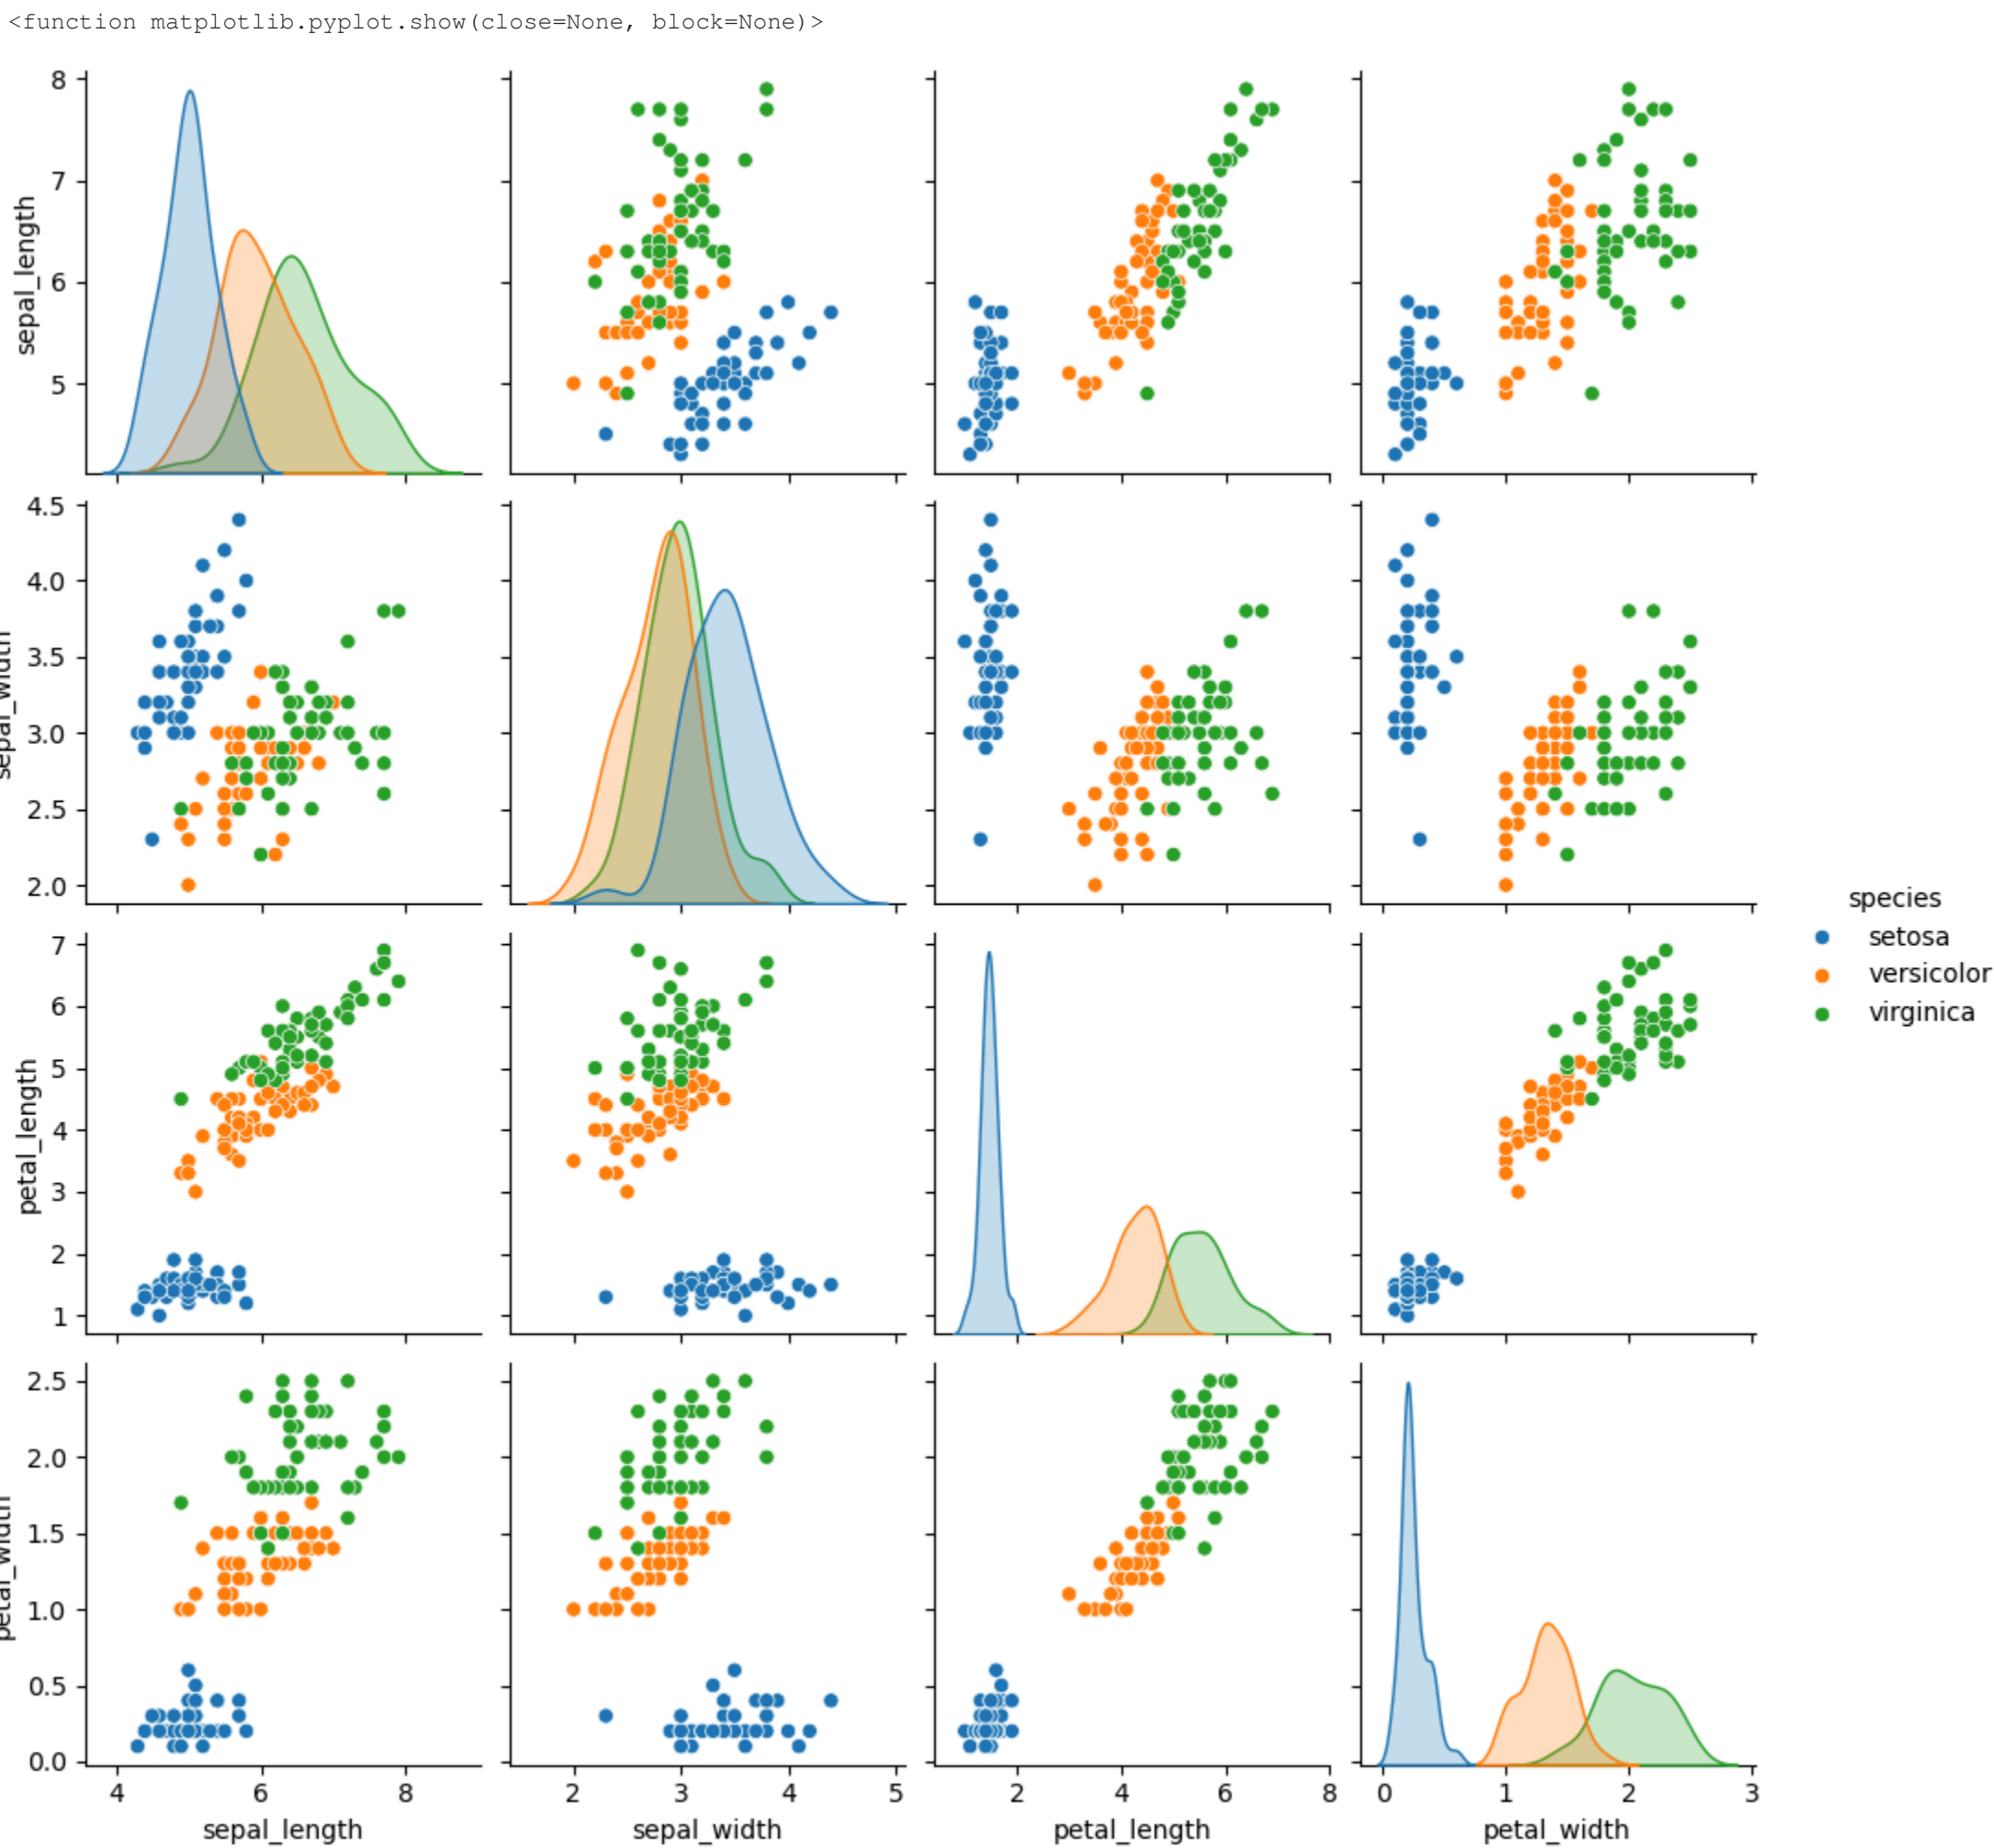 <function matplotlib.pyplot.show(close=None, block=None)>
8
7
6
5
sepal_length
4.5
4.0
3.5
3.0
2.5
2.0
sepal_width
7
6
5
4
3
2
1
petal_length
2.5
2.0
1.5
1.0
0.5
0.0
petal_width
4 6 8
2 3 4 5
2 4 6 8
0 1 2 3
sepal_length
sepal_width
petal_length
petal_width
species
setosa
versicolor
virginica